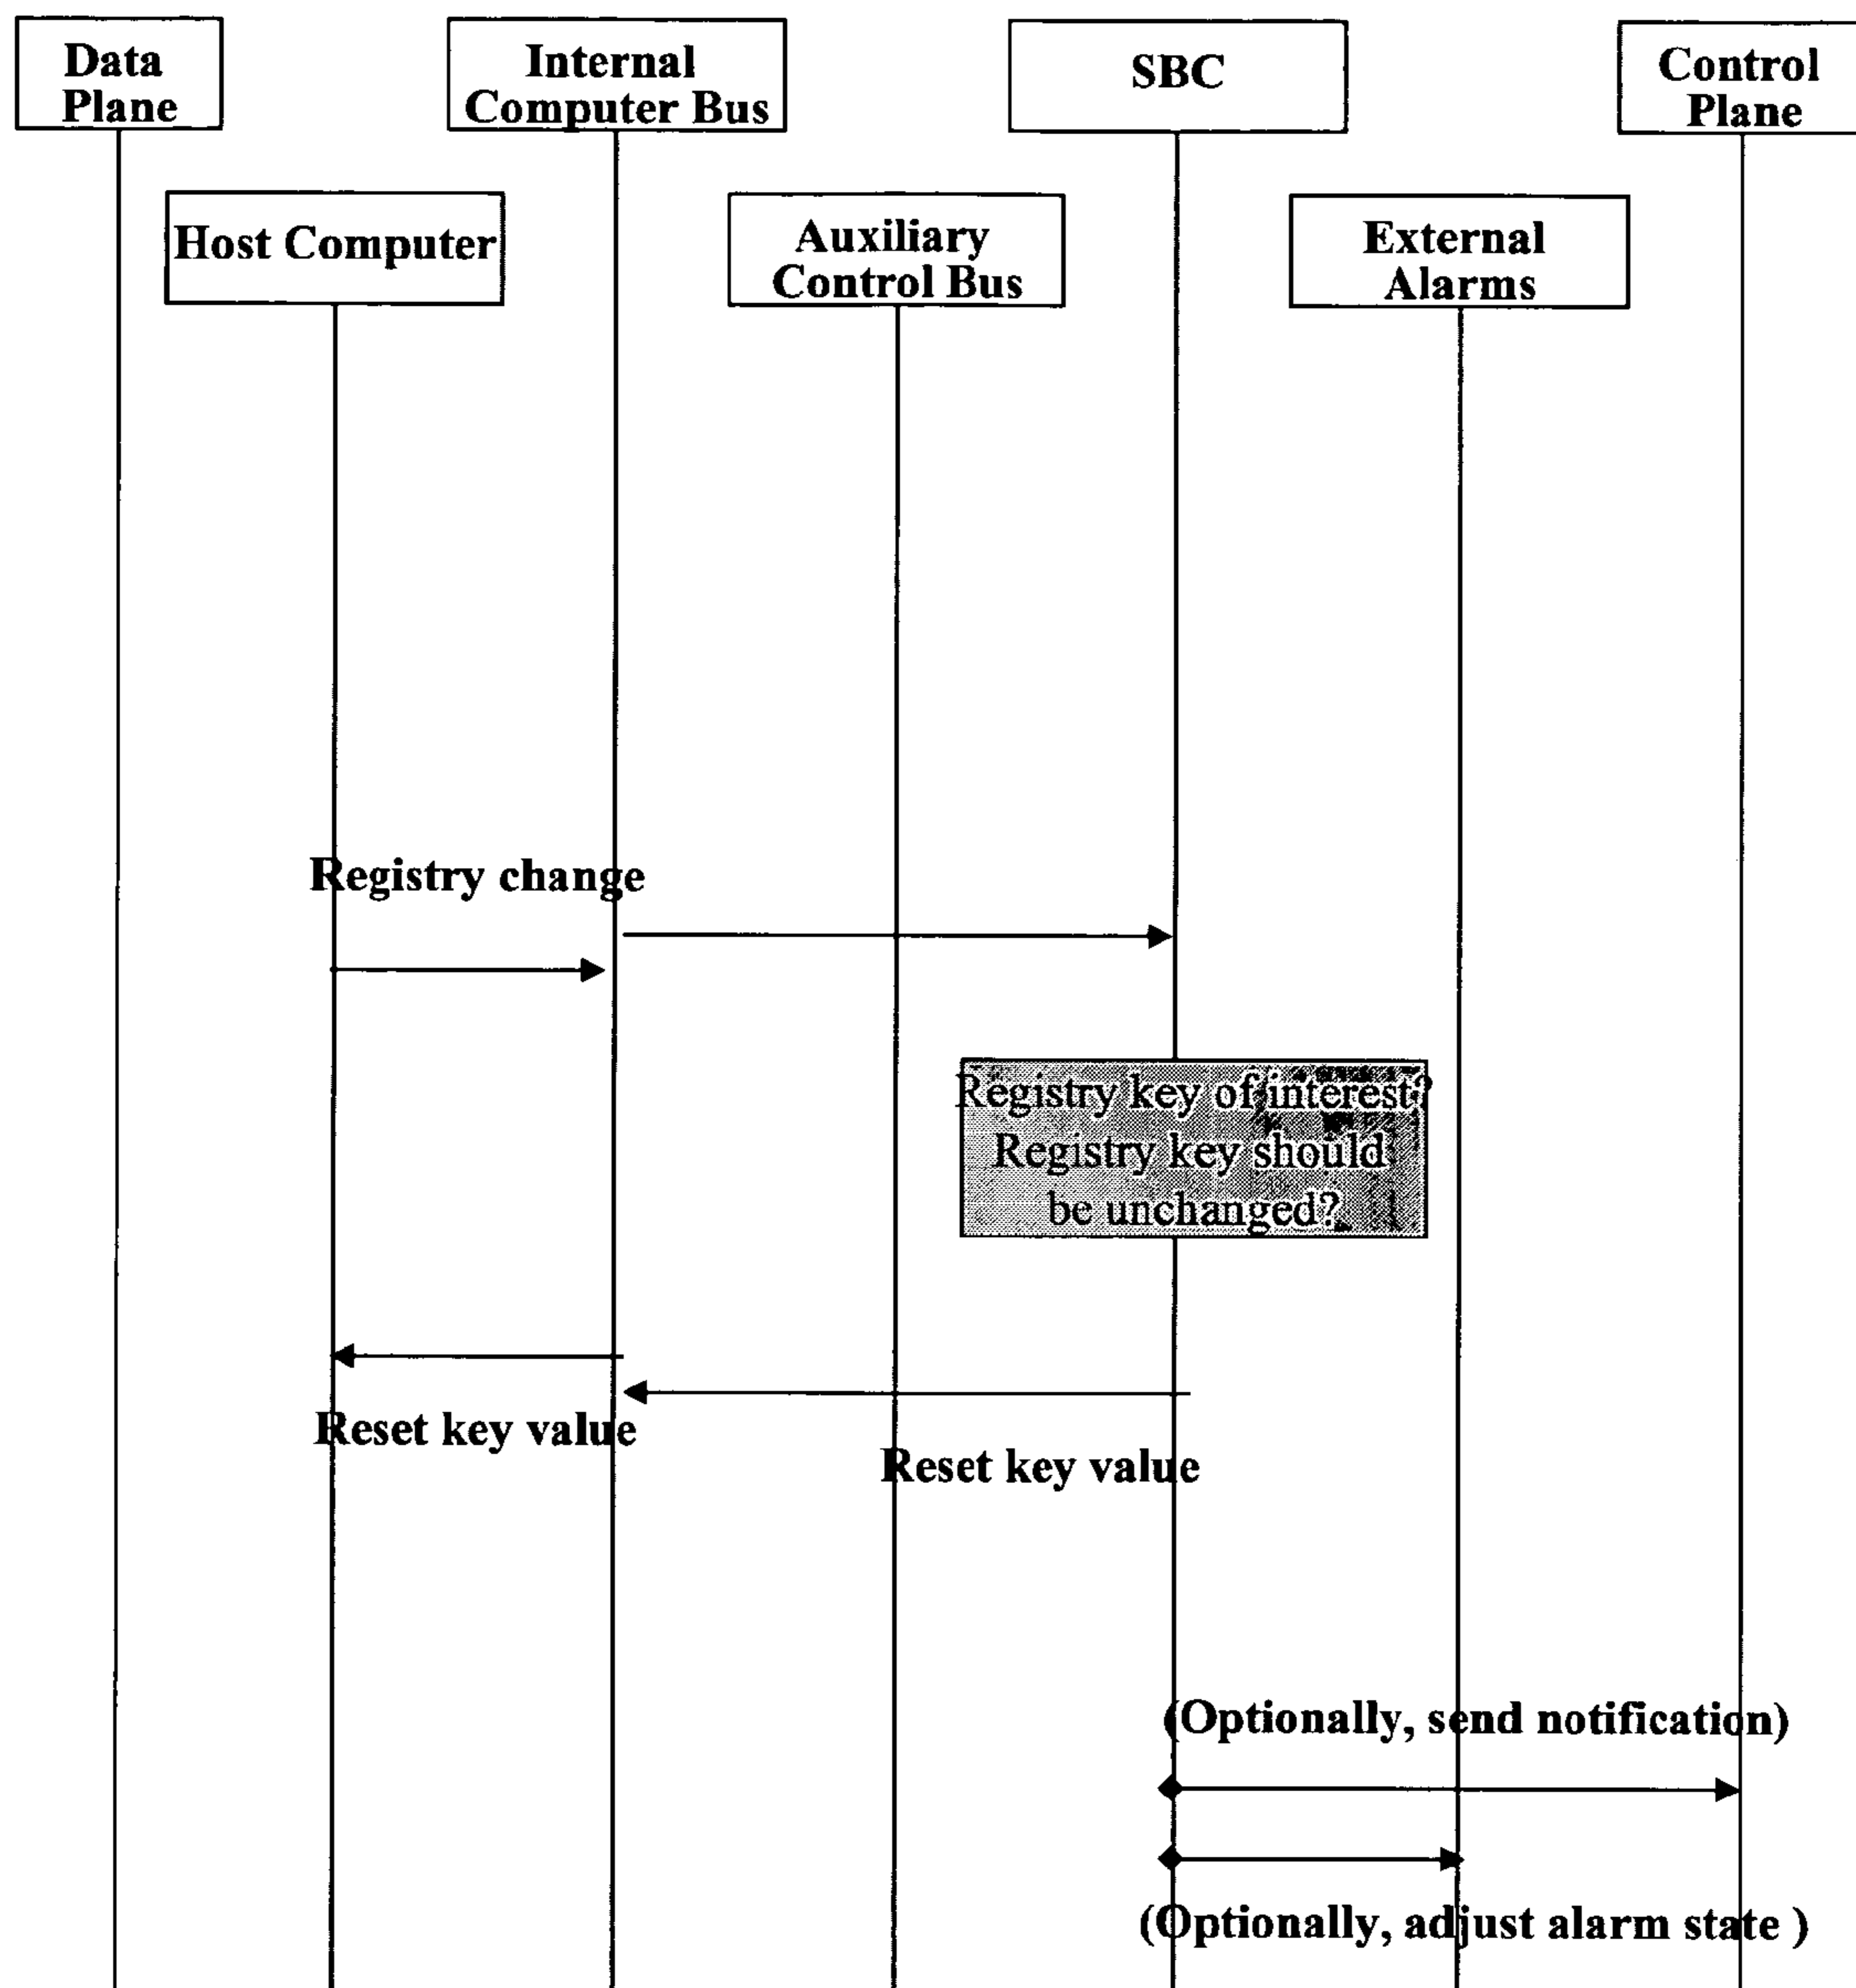 Data
Plane
Internal
Computer Bus
SBC
Control
Plane
Host Computer
Auxiliary
Control Bus
External
Alarms
Registry change
Registry key of interest?
Registry key should
be unchanged?
Reset key value
Reset key value
(Optionally, send notification)
(Optionally, adjust alarm state )